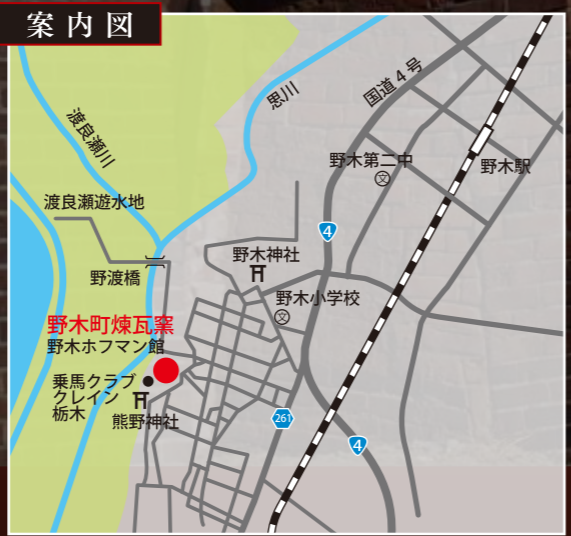 案内図
思川
国道4号
渡良瀬川
野木第二中
文
野木駅
渡良瀬遊水地
4
野木神社
野渡橋
野木小学校
文
野木町煉瓦窯
野木ホフマン館
乗馬クラブ
クレイン
栃木
熊野神社
261
4